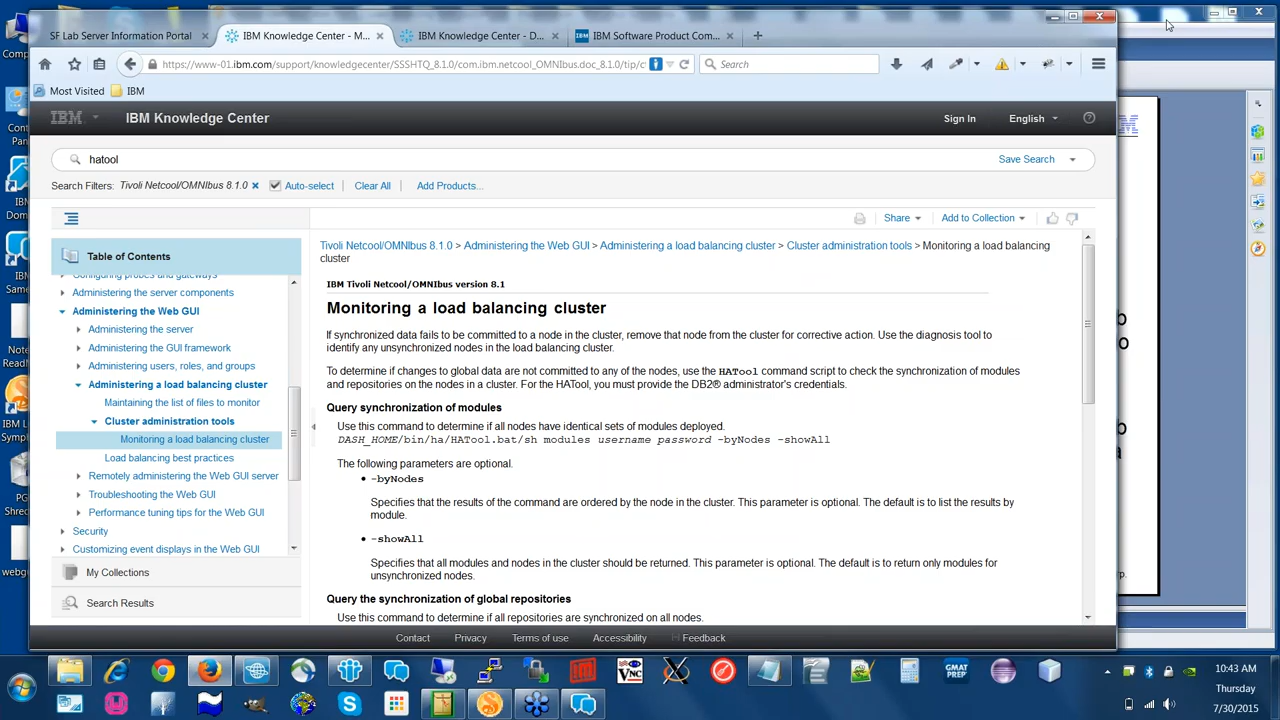 SF Lab Server Information Portal
IBM Knowledge Center - M...
IBM Knowledge Center - D...
IBM Software Product Com...
https://www-01.ibm.com/support/knowledgecenter/SSSHTQ_8.1.0/com.ibm.netcool_OMNIbus.doc_8.1.0/tip/c
Search
Most Visited
IBM
IBM
IBM Knowledge Center
Sign In
English
hatool
Save Search
Search Filters: Tivoli Netcool/OMNIbus 8.1.0
Auto-select
Clear All
Add Products...
Share
Add to Collection
Table of Contents
Configuring probes and gateways
Administering the server components
Administering the Web GUI
Administering the server
Administering the GUI framework
Administering users, roles, and groups
Administering a load balancing cluster
Maintaining the list of files to monitor
Cluster administration tools
Monitoring a load balancing cluster
Load balancing best practices
Remotely administering the Web GUI server
Troubleshooting the Web GUI
Performance tuning tips for the Web GUI
Security
Customizing event displays in the Web GUI
My Collections
Search Results
Tivoli Netcool/OMNIbus 8.1.0 > Administering the Web GUI > Administering a load balancing cluster > Cluster administration tools > Monitoring a load balancing
cluster
IBM Tivoli Netcool/OMNIbus version 8.1
Monitoring a load balancing cluster
If synchronized data fails to be committed to a node in the cluster, remove that node from the cluster for corrective action. Use the diagnosis tool to
identify any unsynchronized nodes in the load balancing cluster.
To determine if changes to global data are not committed to any of the nodes, use the HATool command script to check the synchronization of modules
and repositories on the nodes in a cluster. For the HATool, you must provide the DB2® administrator's credentials.
Query synchronization of modules
Use this command to determine if all nodes have identical sets of modules deployed.
DASH_HOME/bin/ha/HATool.bat/sh modules username password -byNodes -showAll
The following parameters are optional.
• -byNodes
Specifies that the results of the command are ordered by the node in the cluster. This parameter is optional. The default is to list the results by
module.
• -showAll
Specifies that all modules and nodes in the cluster should be returned. This parameter is optional. The default is to return only modules for
unsynchronized nodes.
Query the synchronization of global repositories
Use this command to determine if all repositories are synchronized on all nodes.
Contact
Privacy
Terms of use
Accessibility
Feedback
10:43 AM
Thursday
7/30/2015